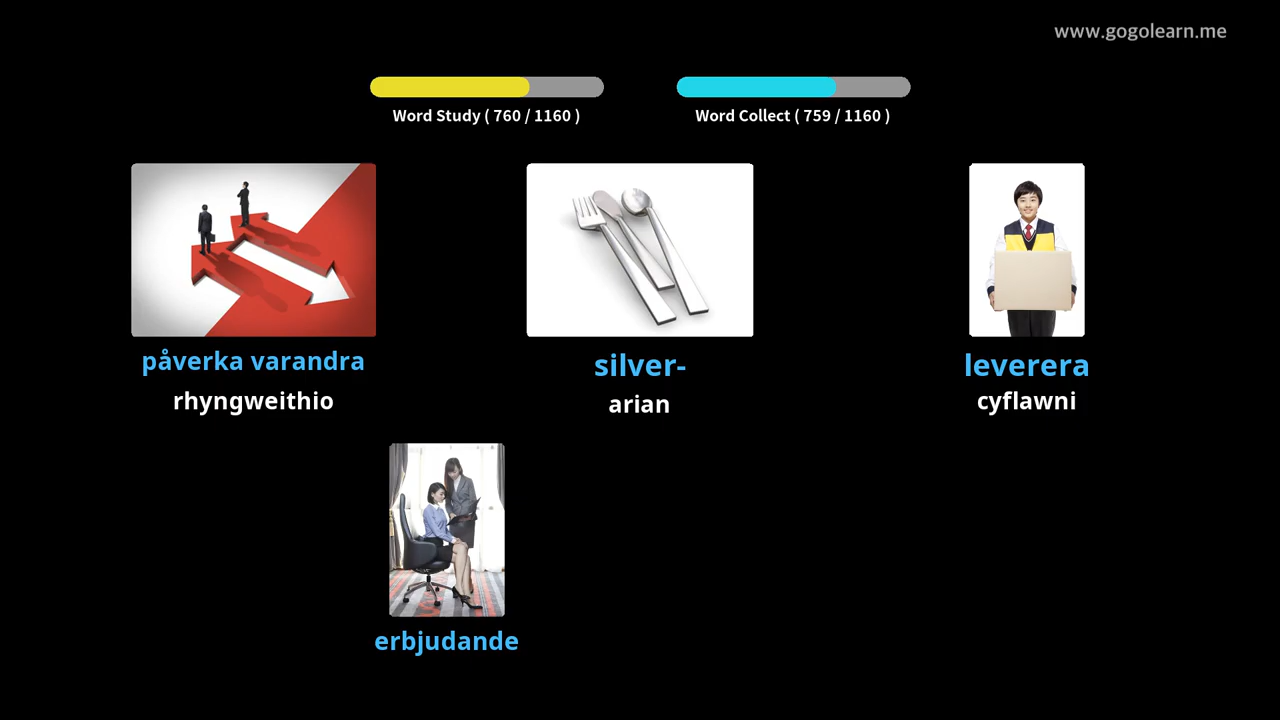 www.gogolearn.me
Word Study ( 760 / 1160 )
Word Collect ( 759 / 1160 )
påverka varandra
rhyngweithio
silver-
arian
leverera
cyflawni
erbjudande